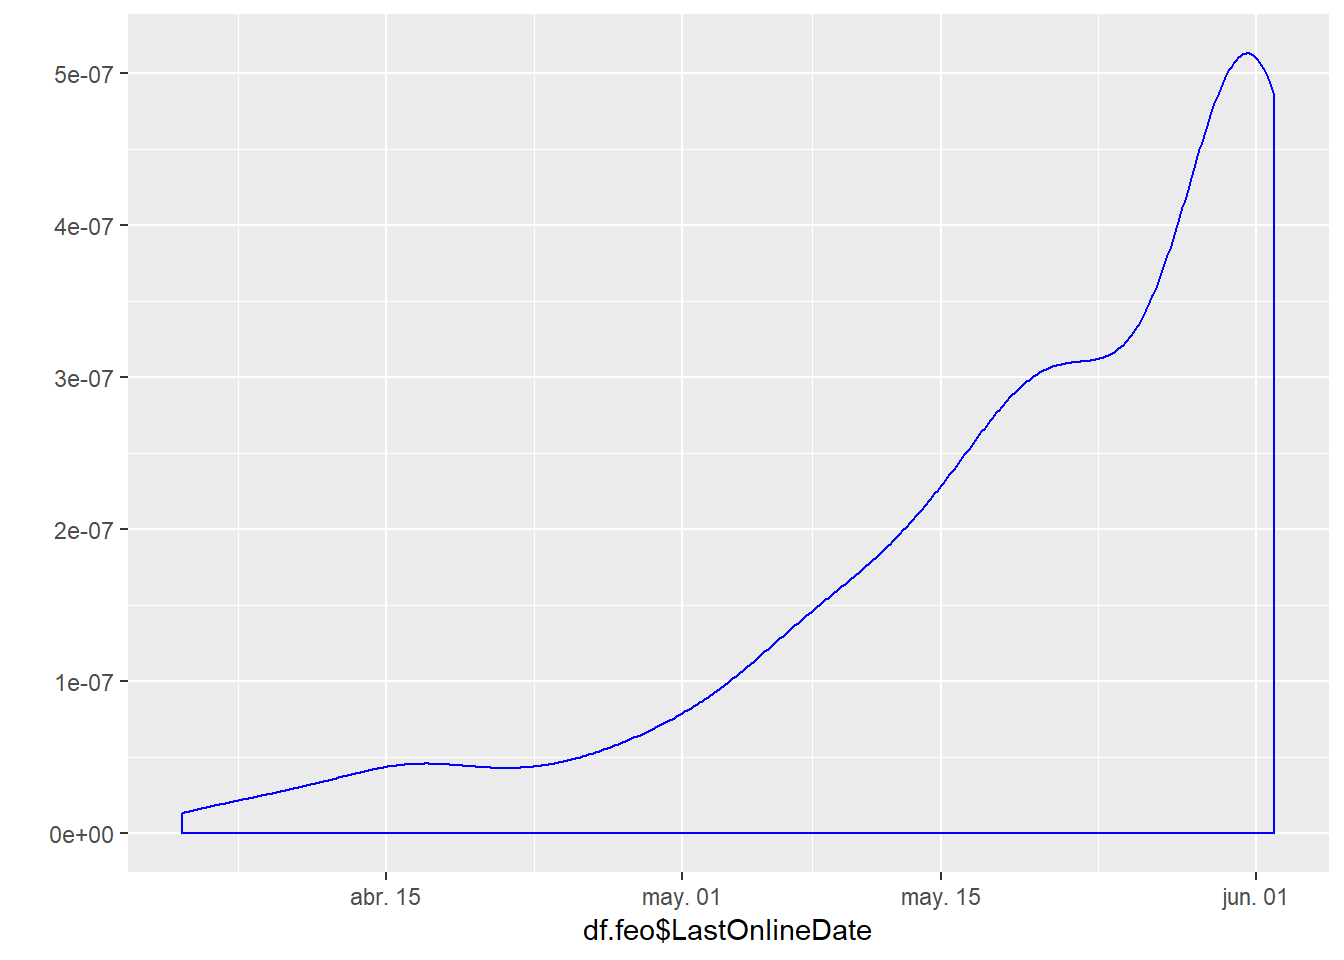 5e-07
4e-07
3e-07
2e-07
1e-07
0e+00
abr. 15 may. 01 may. 15 jun. 01
df.feo$LastOnlineDate